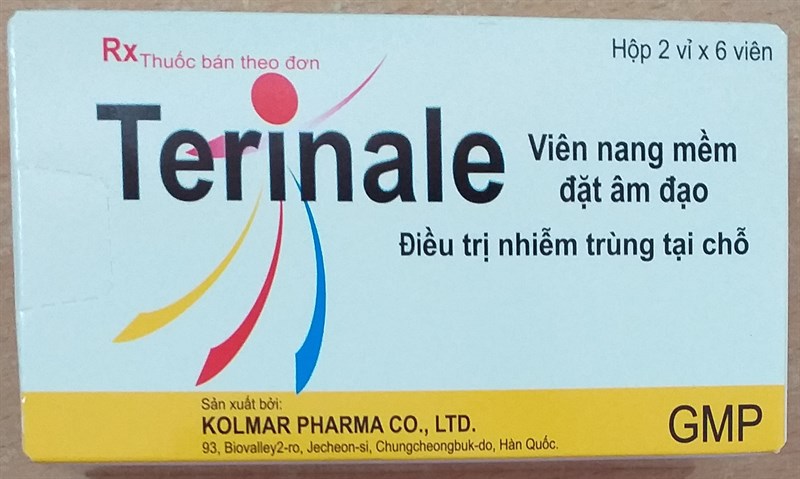 Rx Thuốc bán theo đơn
Hộp 2 vỉ x 6 viên
Terinale
Viên nang mềm
đặt âm đạo
Điều trị nhiễm trùng tại chỗ
Sản xuất bởi:
KOLMAR PHARMA CO., LTD.
93, Biovalley2-ro, Jecheon-si, Chungcheongbuk-do, Hàn Quốc.
GMP